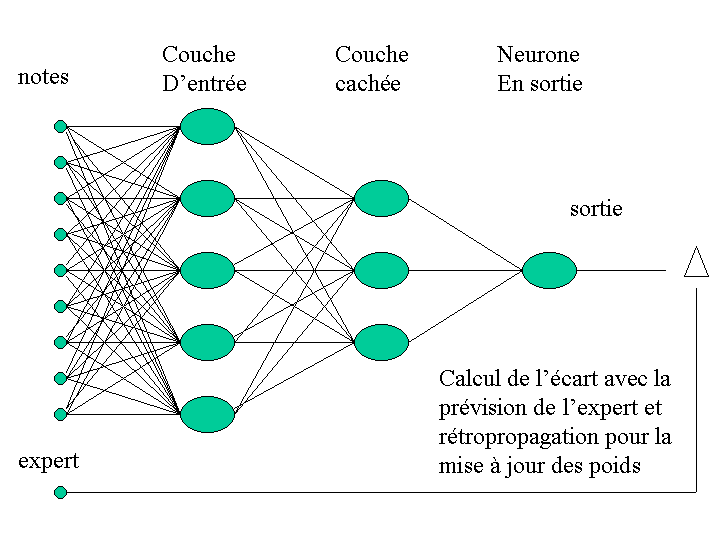 notes
Couche
D'entrée
Couche
cachée
Neurone
En sortie
sortie
Calcul de l'écart avec la
prévision de l'expert et
rétropropagation pour la
mise à jour des poids
expert